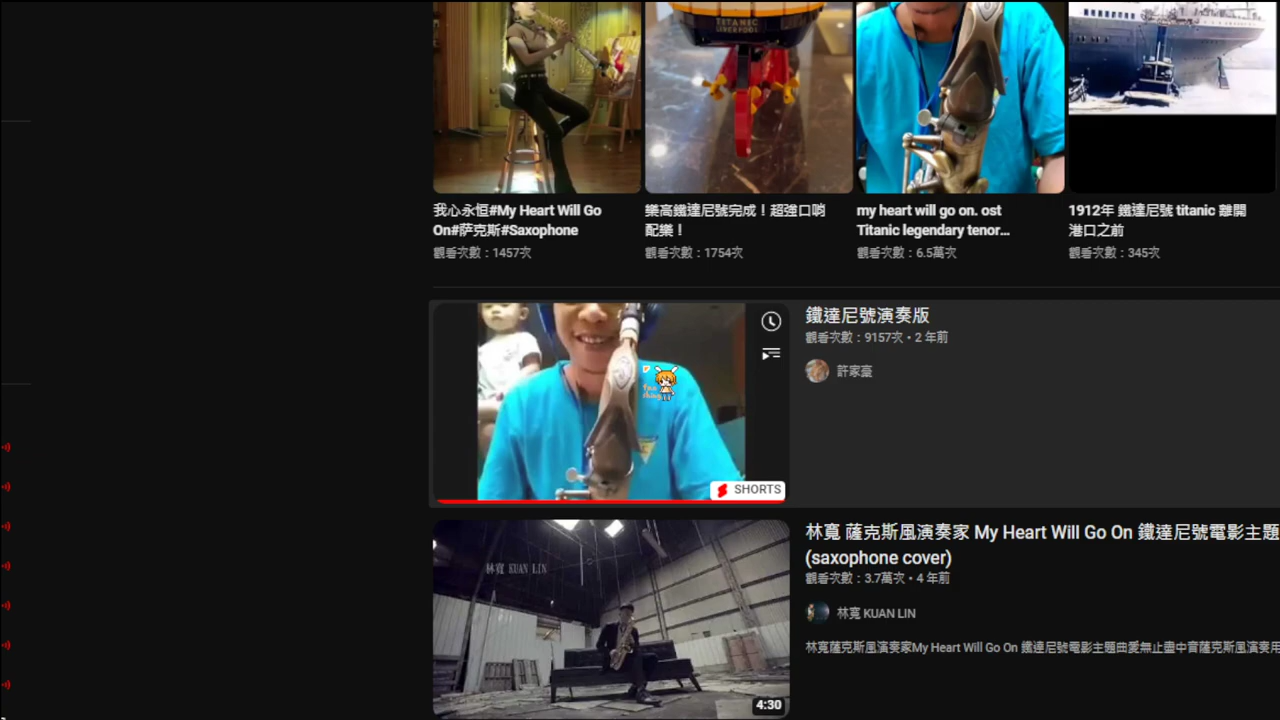 TITANIC
LIVERPOOL
我心永恒#My Heart Will Go
On#萨克斯#Saxophone
觀看次數：1457次
樂高鐵達尼號完成！超強口哨
配樂！
觀看次數：1754次
my heart will go on. ost
Titanic legendary tenor...
觀看次數：6.5萬次
1912年 鐵達尼號 titanic 離開
港口之前
觀看次數：345次
SHORTS
鐵達尼號演奏版
觀看次數：9157次 • 2 年前
許家臺
林寬 KUAN LIN
4:30
林寬 薩克斯風演奏家 My Heart Will Go On 鐵達尼號電影主題
(saxophone cover)
觀看次數：3.7萬次 • 4 年前
林寬 KUAN LIN
林寬薩克斯風演奏家My Heart Will Go On 鐵達尼號電影主題曲愛無止盡中音薩克斯風演奏用